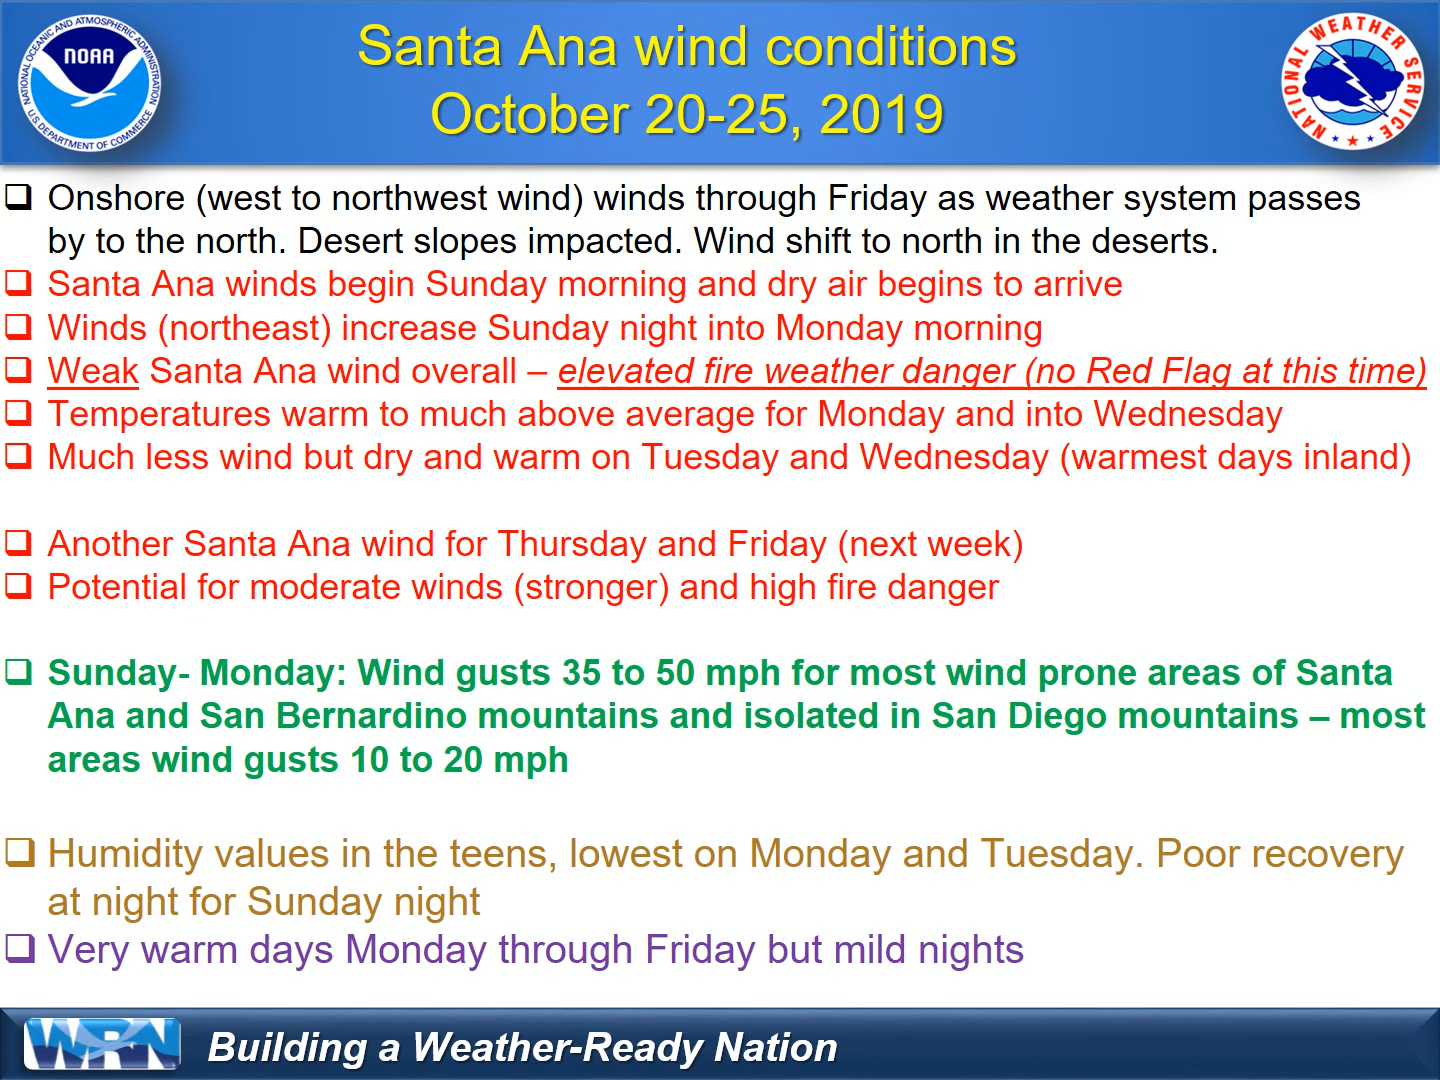 NOAA
NATIONAL OCEANIC AND ATMOSPHERIC ADMINISTRATION
U.S. DEPARTMENT OF COMMERCE
Santa Ana wind conditions
October 20-25, 2019
NATIONAL WEATHER SERVICE
Onshore (west to northwest wind) winds through Friday as weather system passes
by to the north. Desert slopes impacted. Wind shift to north in the deserts.
Santa Ana winds begin Sunday morning and dry air begins to arrive
Winds (northeast) increase Sunday night into Monday morning
Weak Santa Ana wind overall – elevated fire weather danger (no Red Flag at this time)
Temperatures warm to much above average for Monday and into Wednesday
Much less wind but dry and warm on Tuesday and Wednesday (warmest days inland)
Another Santa Ana wind for Thursday and Friday (next week)
Potential for moderate winds (stronger) and high fire danger
Sunday- Monday: Wind gusts 35 to 50 mph for most wind prone areas of Santa
Ana and San Bernardino mountains and isolated in San Diego mountains – most
areas wind gusts 10 to 20 mph
Humidity values in the teens, lowest on Monday and Tuesday. Poor recovery
at night for Sunday night
Very warm days Monday through Friday but mild nights
WRN
Building a Weather-Ready Nation